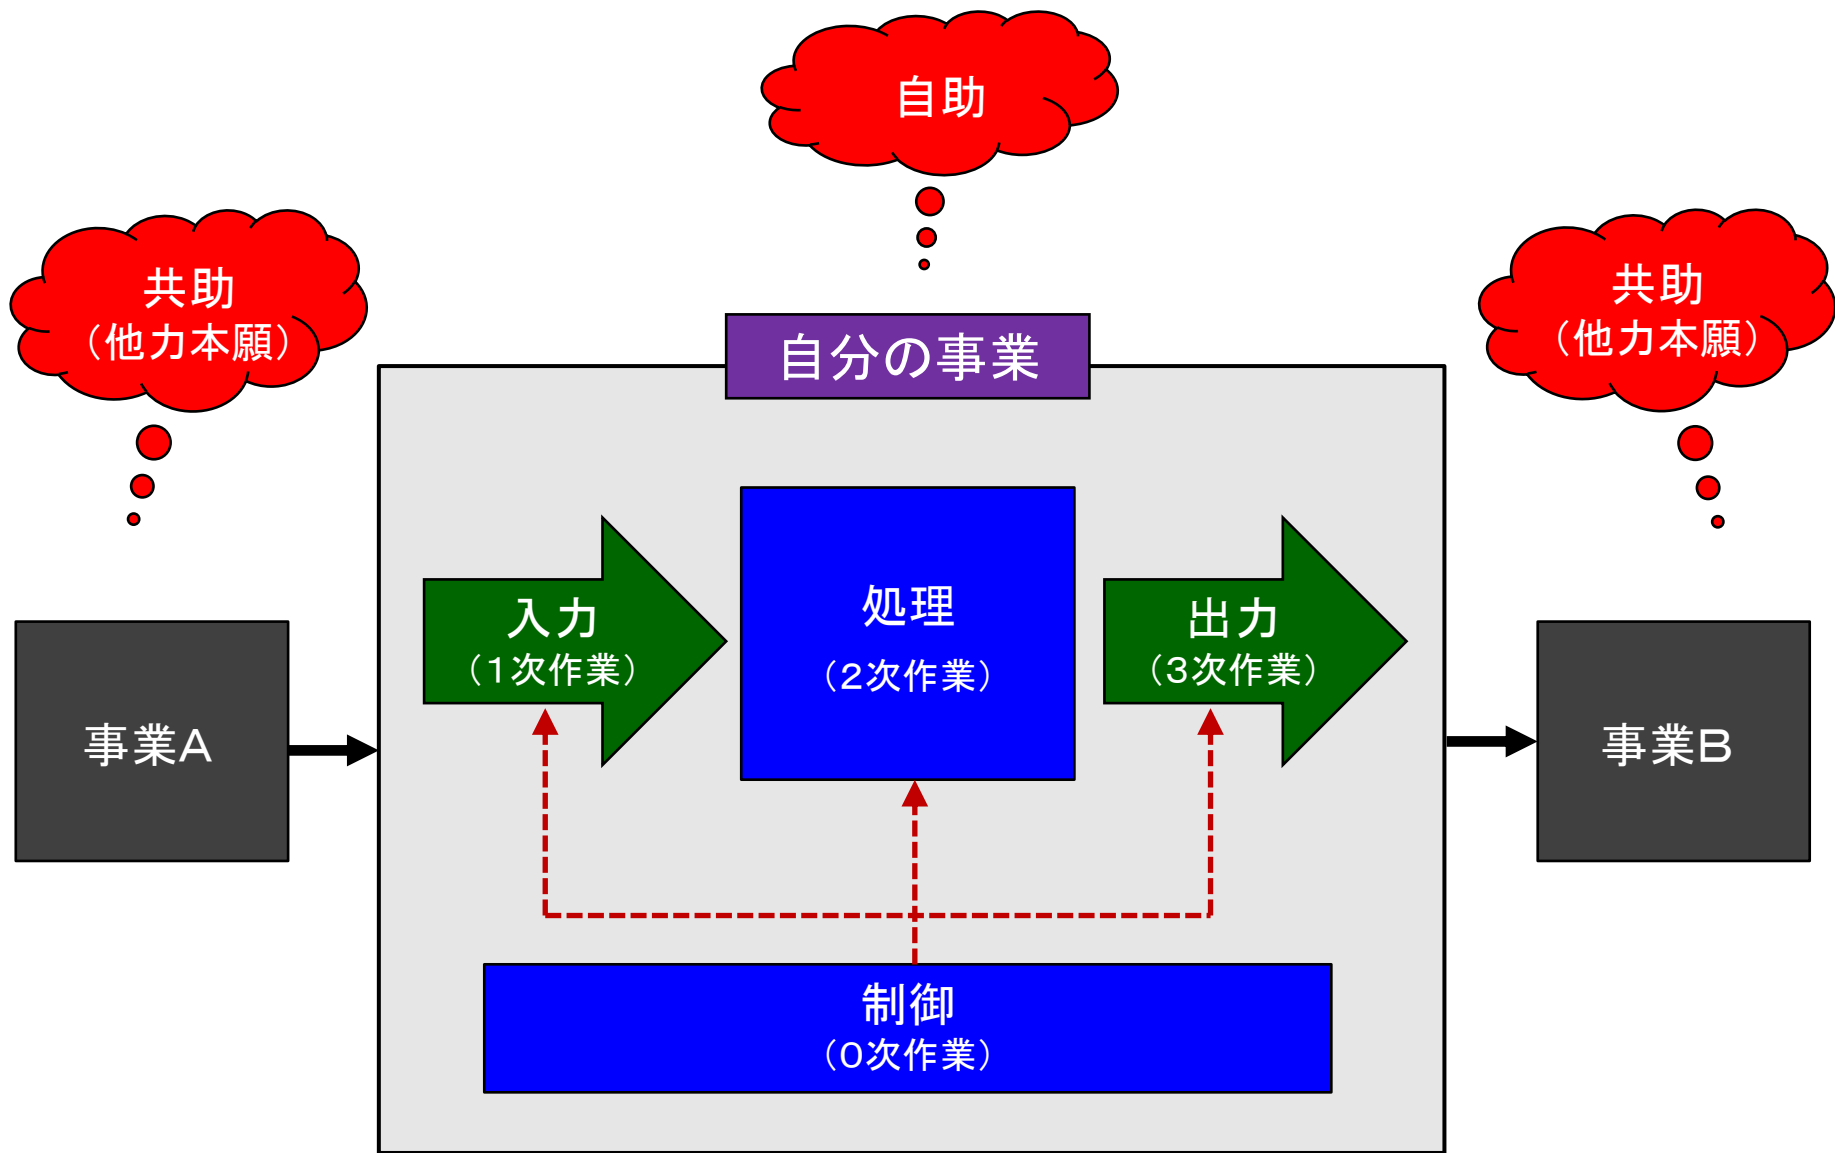 自助
共助
（他力本願）
共助
（他力本願）
自分の事業
入力
（１次作業）
処理
（２次作業）
出力
（３次作業）
事業Ａ
事業Ｂ
制御
（０次作業）